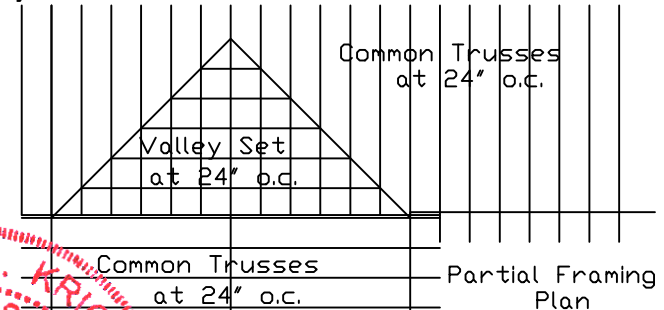 Common Trusses
at 24" o.c.
Valley Set
at 24" o.c.
Common Trusses
at 24" o.c.
Partial Framing
Plan